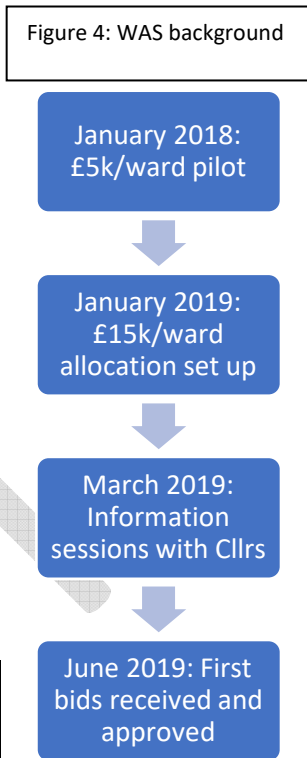 Figure 4: WAS background
January 2018:
£5k/ward pilot
January 2019:
£15k/ward
allocation set up
March 2019:
Information
sessions with Cllrs
June 2019: First
bids received and
approved